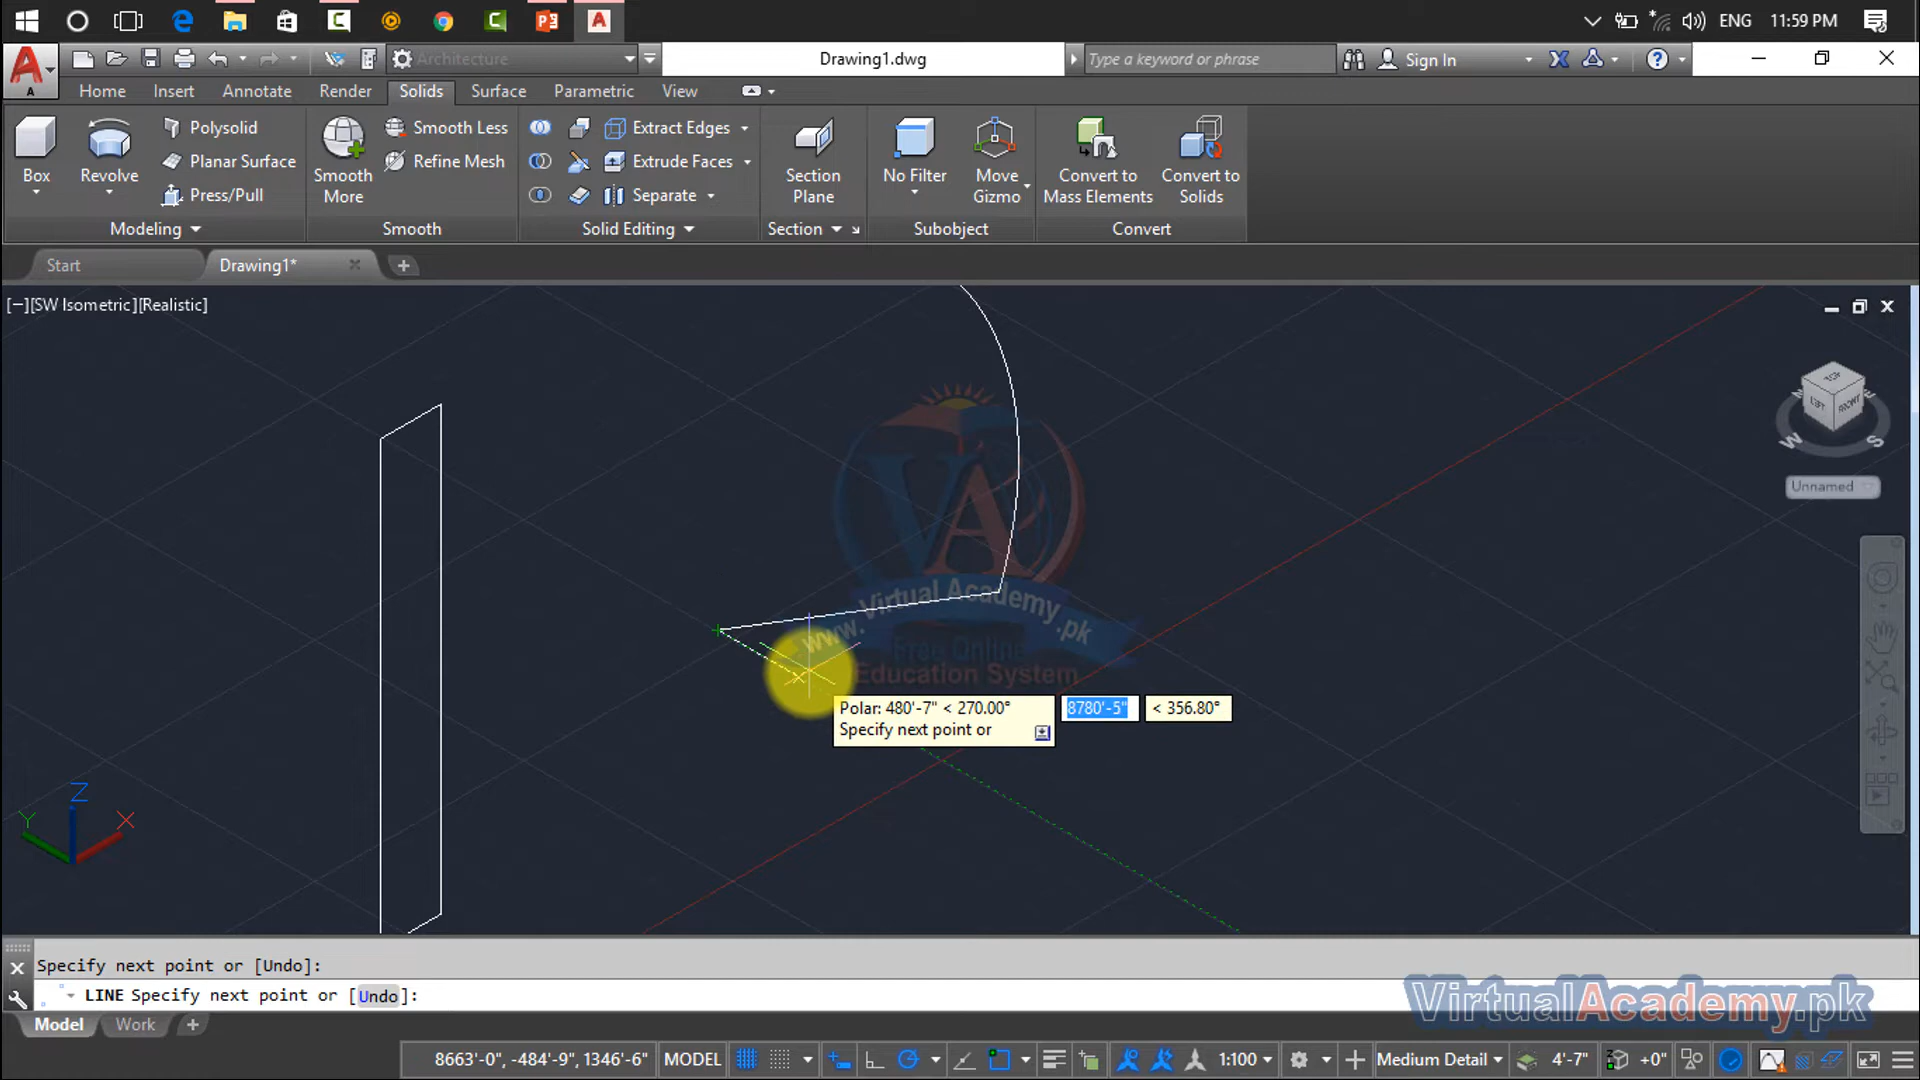 ENG 11:59 PM
Architecture
Drawing1.dwg
Type a keyword or phrase
Sign In
A
Home Insert Annotate Render Solids Surface Parametric View
Polysolid
Smooth Less
Extract Edges
Planar Surface
Refine Mesh
Extrude Faces
Box
Revolve
Smooth More
Section Plane
No Filter
Move Gizmo
Convert to Mass Elements
Convert to Solids
Press/Pull
Separate
Modeling
Smooth
Solid Editing
Section
Subobject
Convert
Start
Drawing1*
[−][SW Isometric][Realistic]
TOP
LEFT
FRONT
W
S
Unnamed
VA
www.Virtual Academy.pk
Free Online
Education System
Polar: 480'-7" < 270.00°
8780'-5"
< 356.80°
Specify next point or
Z
Y
X
Specify next point or [Undo]:
LINE Specify next point or [Undo]:
VirtualAcademy.pk
Model Work
8663'-0", -484'-9", 1346'-6" MODEL
1:100
Medium Detail
4'-7"
+0"